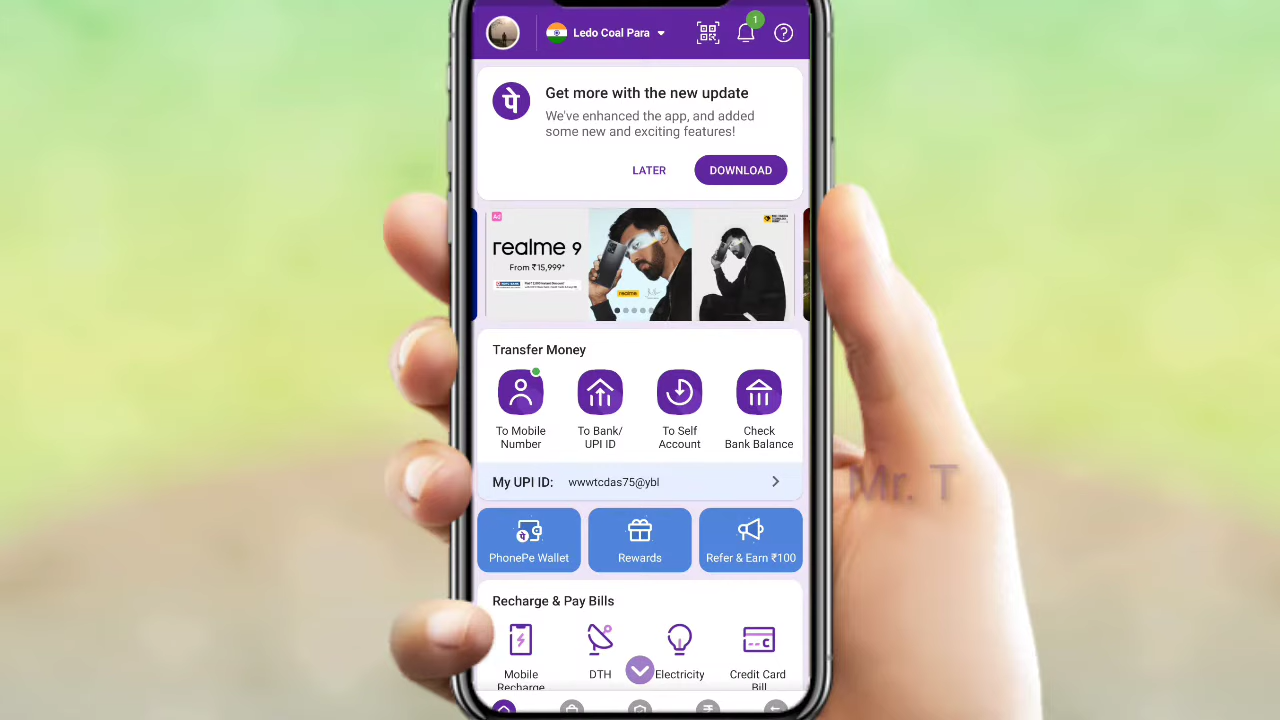 Ledo Coal Para
1
पे
Get more with the new update
We've enhanced the app, and added
some new and exciting features!
LATER
DOWNLOAD
Ad
realme 9
From ₹15,999*
realme
Transfer Money
To Mobile
Number
To Bank/
UPI ID
To Self
Account
Check
Bank Balance
My UPI ID: wwwtcdas75@ybl
Mr. T
PhonePe Wallet
Rewards
Refer & Earn ₹100
Recharge & Pay Bills
Mobile
Recharge
DTH
Electricity
Credit Card
Bill